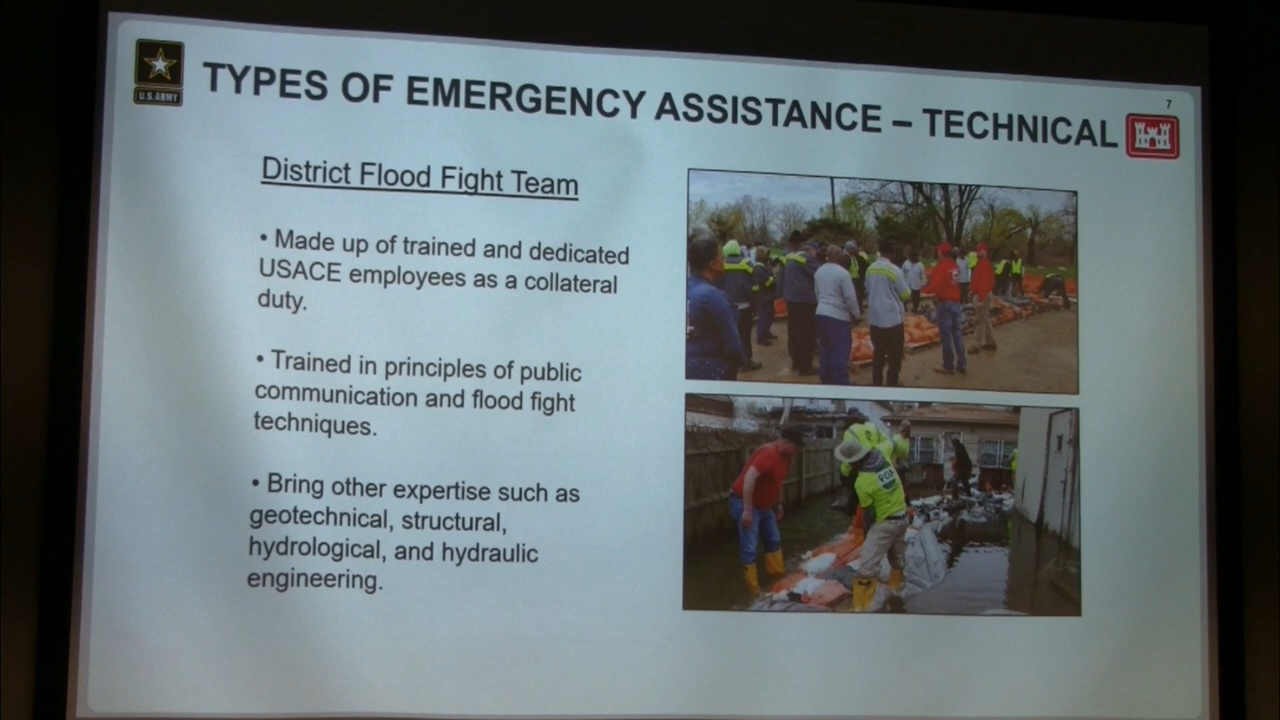 7
U.S. ARMY
TYPES OF EMERGENCY ASSISTANCE – TECHNICAL
District Flood Fight Team
• Made up of trained and dedicated
USACE employees as a collateral
duty.
• Trained in principles of public
communication and flood fight
techniques.
• Bring other expertise such as
geotechnical, structural,
hydrological, and hydraulic
engineering.